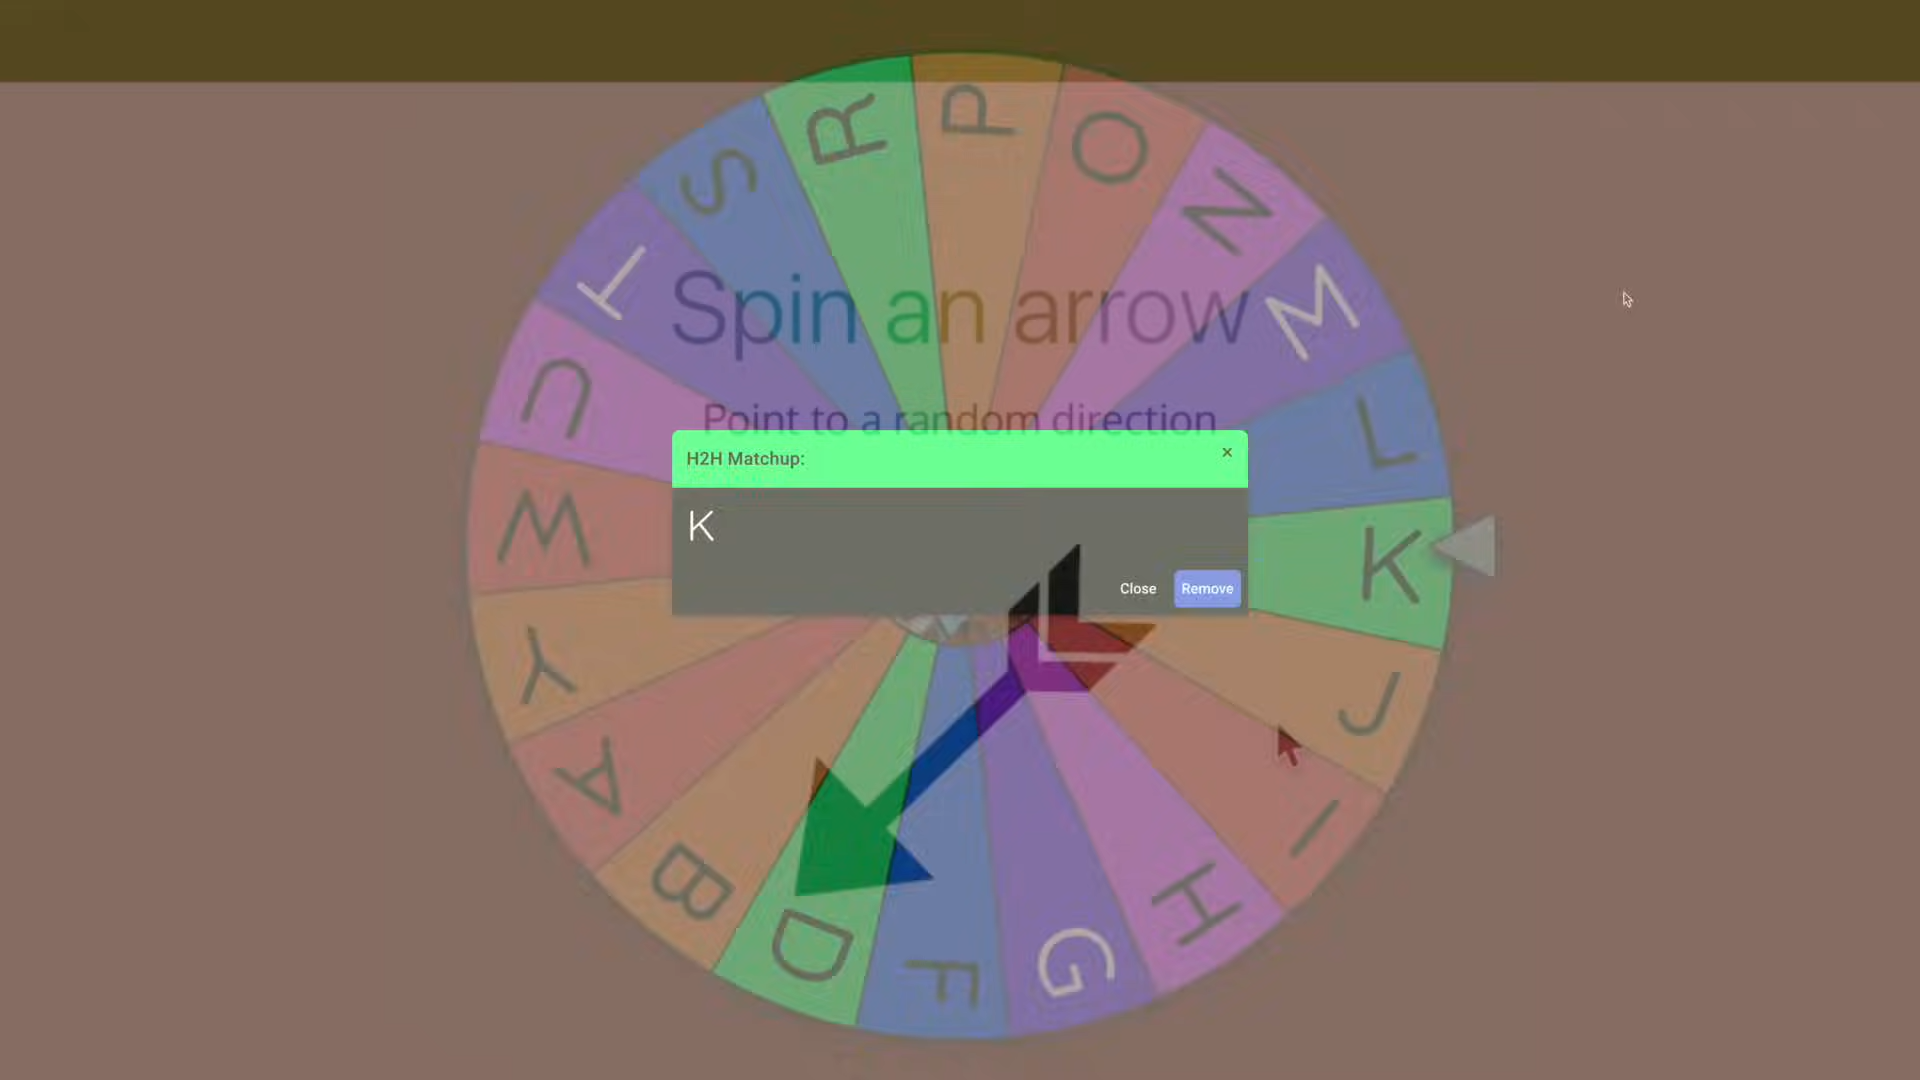 R
P
O
S
N
T
Spin an arrow
M
U
Point to a random direction
L
H2H Matchup:
×
W
K
K
Close
Remove
Y
J
A
I
B
H
D
G
F